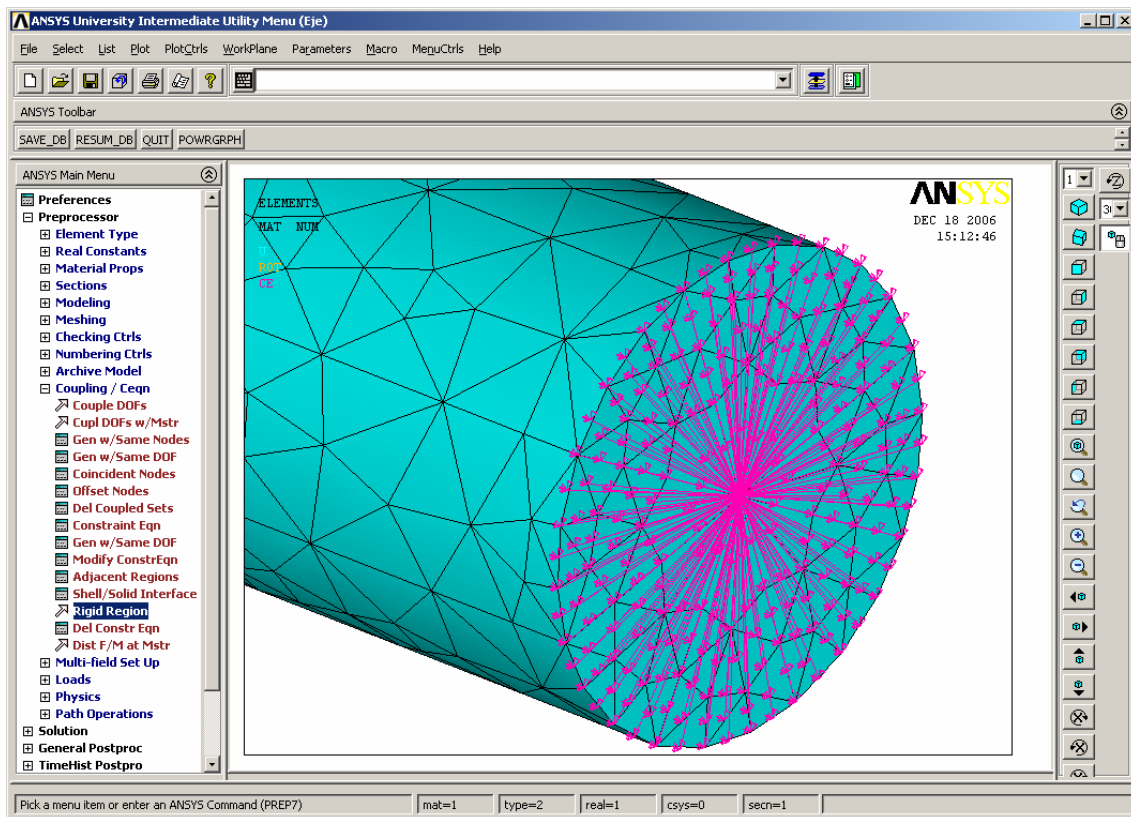 ANSYS University Intermediate Utility Menu (Eje)
File Select List Plot PlotCtrls WorkPlane Parameters Macro MenuCtrls Help
ANSYS Toolbar
SAVE_DB RESUM_DB QUIT POWRGRPH
ANSYS Main Menu
Preferences
Preprocessor
Element Type
Real Constants
Material Props
Sections
Modeling
Meshing
Checking Ctrls
Numbering Ctrls
Archive Model
Coupling / Ceqn
Couple DOFs
Cupl DOFs w/Mstr
Gen w/Same Nodes
Gen w/Same DOF
Coincident Nodes
Offset Nodes
Del Coupled Sets
Constraint Eqn
Gen w/Same DOF
Modify ConstrEqn
Adjacent Regions
Shell/Solid Interface
Rigid Region
Del Constr Eqn
Dist F/M at Mstr
Multi-field Set Up
Loads
Physics
Path Operations
Solution
General Postproc
TimeHist Postpro
ELEMENTS
MAT NUM
U
ROT
CE
ANSYS
DEC 18 2006
15:12:46
1
Pick a menu item or enter an ANSYS Command (PREP7) mat=1 type=2 real=1 csys=0 secn=1